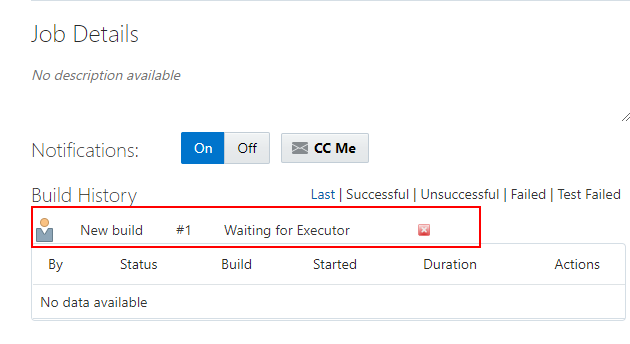 Job Details
No description available
Notifications: On Off CC Me
Build History Last | Successful | Unsuccessful | Failed | Test Failed
New build #1 Waiting for Executor
By Status Build Started Duration Actions
No data available